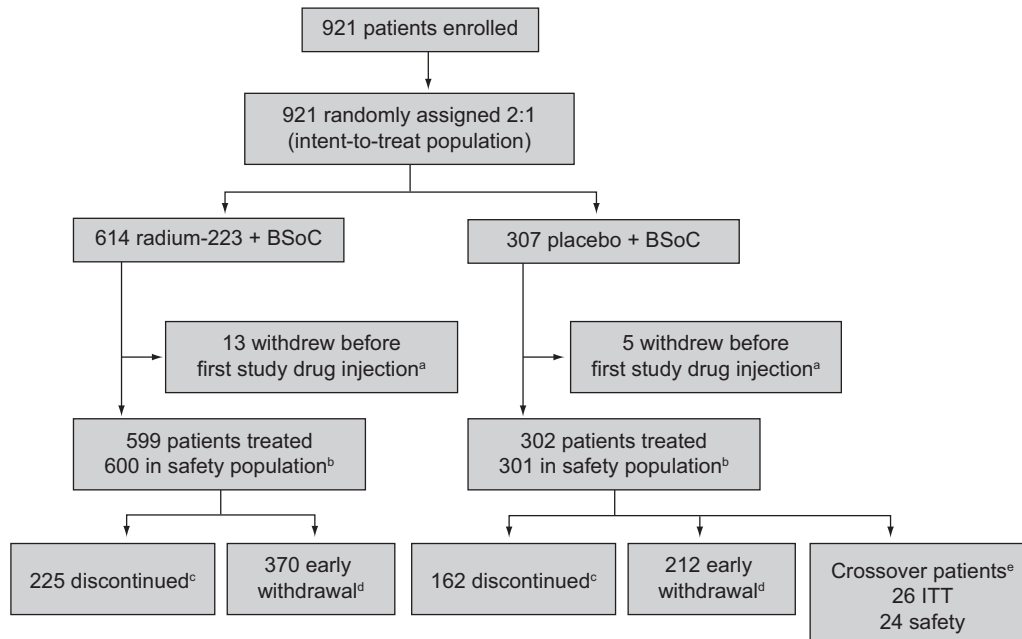 921 patients enrolled
921 randomly assigned 2:1
(intent-to-treat population)
614 radium-223 + BSoC
307 placebo + BSoC
13 withdrew before
first study drug injectionᵃ
5 withdrew before
first study drug injectionᵃ
599 patients treated
600 in safety populationᵇ
302 patients treated
301 in safety populationᵇ
225 discontinuedᶜ
370 early
withdrawalᵈ
162 discontinuedᶜ
212 early
withdrawalᵈ
Crossover patientsᵉ
26 ITT
24 safety